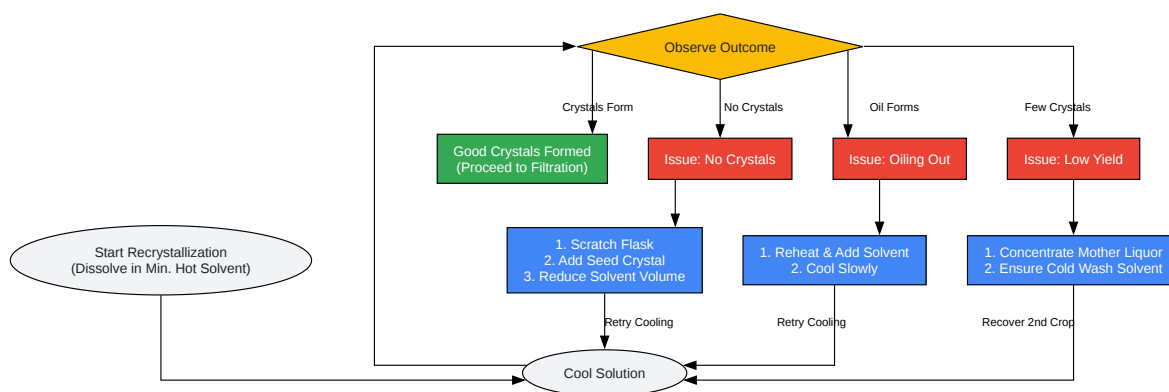 Observe Outcome
Crystals Form
No Crystals
Oil Forms
Few Crystals
Good Crystals Formed
(Proceed to Filtration)
Issue: No Crystals
Issue: Oiling Out
Issue: Low Yield
Start Recrystallization
(Dissolve in Min. Hot Solvent)
1. Scratch Flask
2. Add Seed Crystal
3. Reduce Solvent Volume
1. Reheat & Add Solvent
2. Cool Slowly
1. Concentrate Mother Liquor
2. Ensure Cold Wash Solvent
Retry Cooling
Retry Cooling
Recover 2nd Crop
Cool Solution